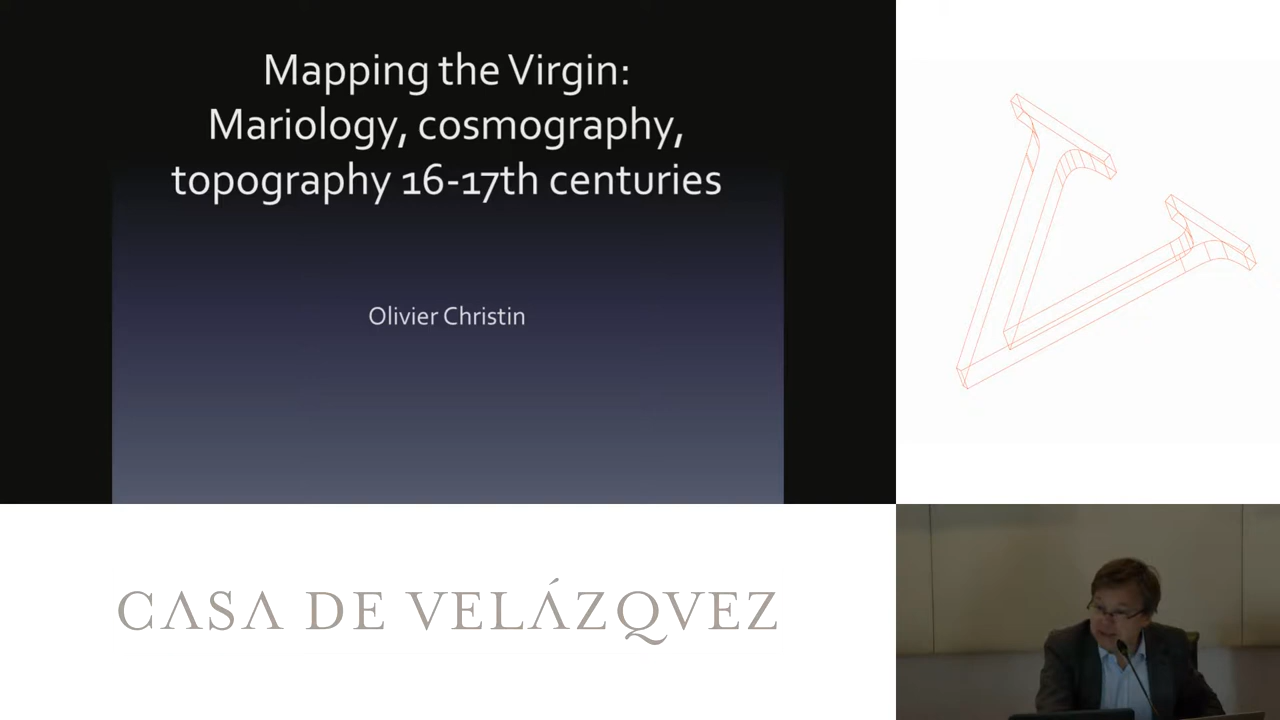 Mapping the Virgin:
Mariology, cosmography,
topography 16-17th centuries
Olivier Christin
CASA DE VELÁZQVEZ